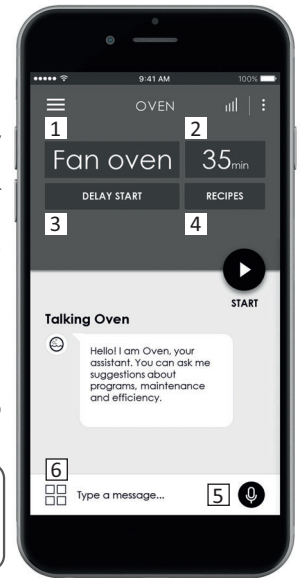 9:41 AM 100%
OVEN
1 2
Fan oven 35min
DELAY START RECIPES
3 4
START
Talking Oven
Hello! I am Oven, your
assistant. You can ask me
suggestions about
programs, maintenance
and efficiency.
6
Type a message... 5